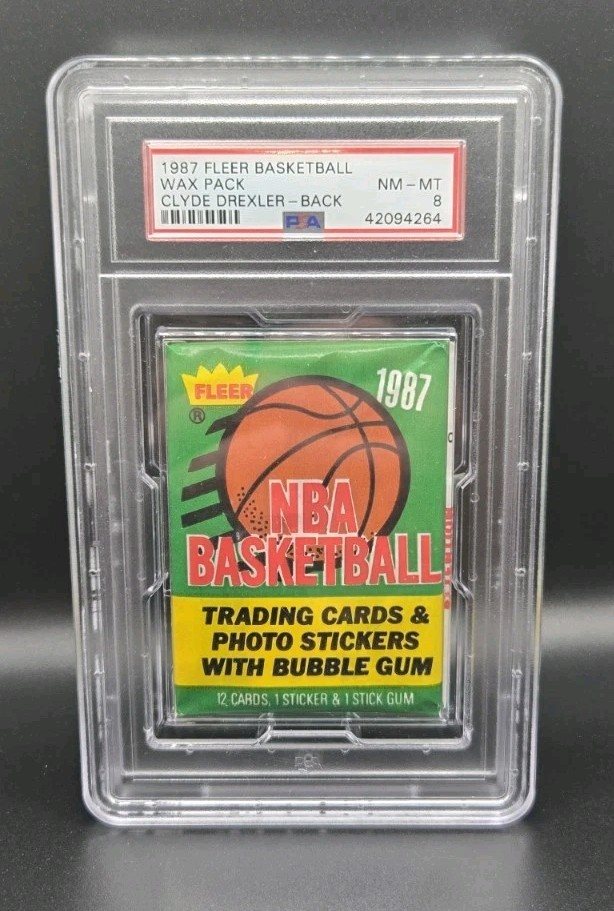 1987 FLEER BASKETBALL
WAX PACK NM - MT
CLYDE DREXLER - BACK 8
PSA 42094264
FLEER
®
1987
NBA
BASKETBALL
TRADING CARDS &
PHOTO STICKERS
WITH BUBBLE GUM
12 CARDS, 1 STICKER & 1 STICK GUM